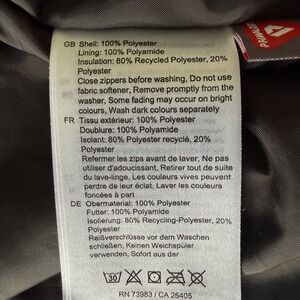 GB Shell: 100% Polyester
Lining: 100% Polyamide
Insulation: 80% Recycled Polyester, 20%
Polyester
Close zippers before washing, Do not use
fabric softener, Remove promptly from the
washer, Some fading may occur on bright
colours, Wash dark colours separately
FR Tissu extérieur: 100% Polyester
Doublure: 100% Polyamide
Isolant: 80% Polyester recyclé, 20%
Polyester
Refermer les zips avant de laver, Ne pas
utiliser d'adoucissant, Retirer tout de suite
du lave-linge, Les couleurs vives peuvent
perdre de leur éclat, Laver les couleurs
foncées à part
DE Obermaterial: 100% Polyester
Futter: 100% Polyamide
Isolierung: 80% Recycling-Polyester, 20%
Polyester
Reißverschlüsse vor dem Waschen
schließen, Keinen Weichspüler
verwenden, Sofort aus der
30
RN 73983 / CA 26405